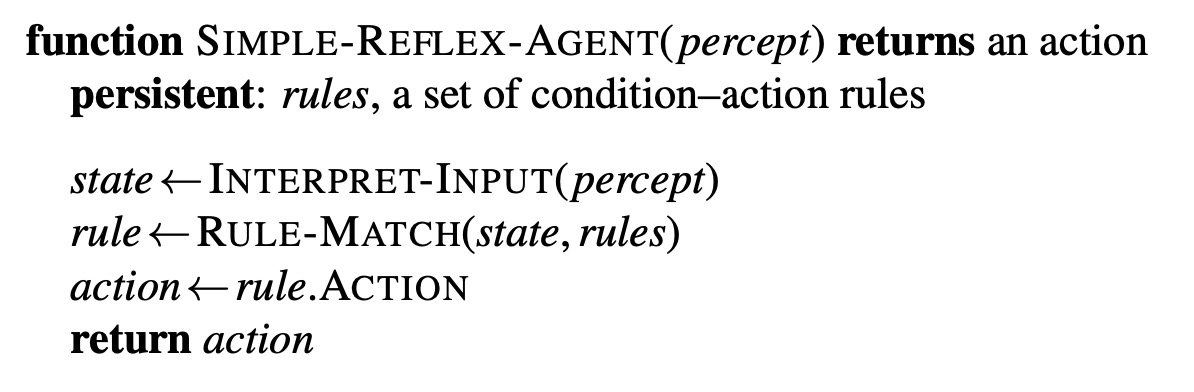 function SIMPLE-REFLEX-AGENT(percept) returns an action
persistent: rules, a set of condition–action rules
state ← INTERPRET-INPUT(percept)
rule ← RULE-MATCH(state, rules)
action ← rule.ACTION
return action